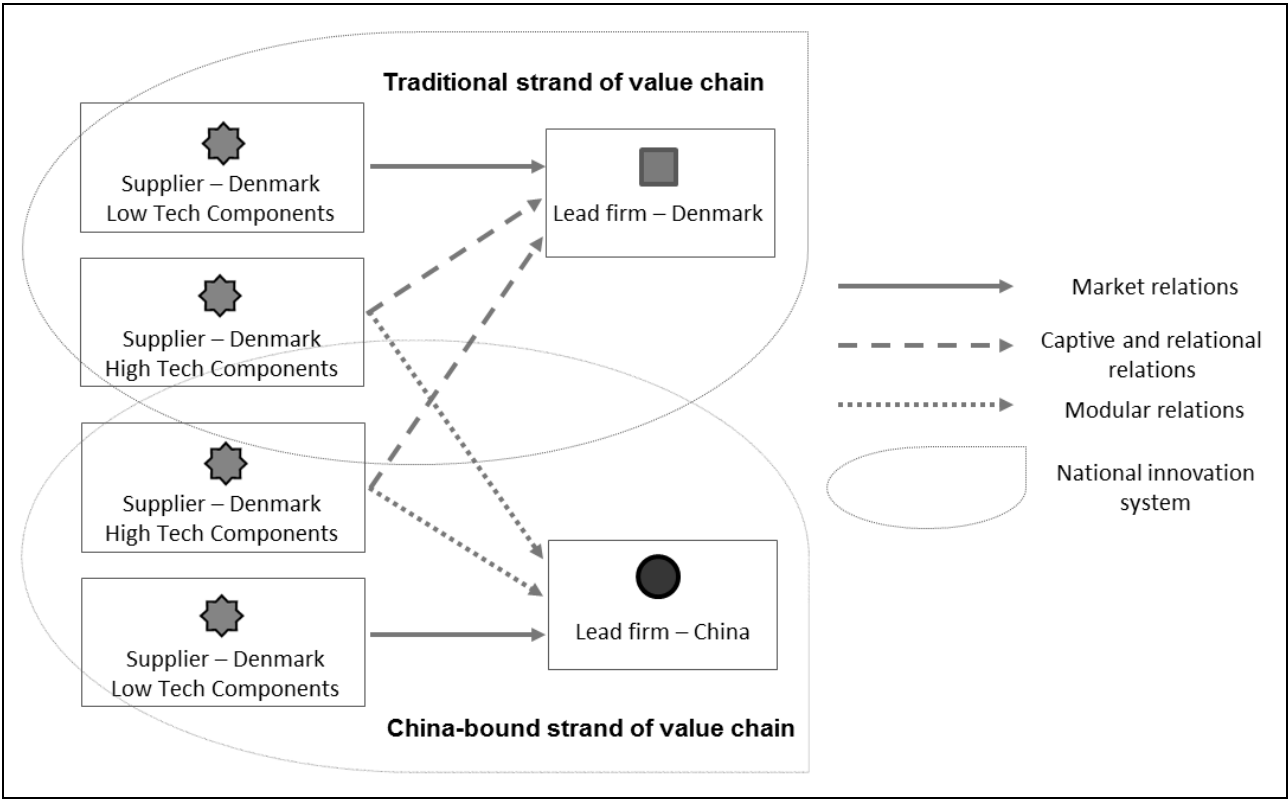 Traditional strand of value chain
Supplier – Denmark
Low Tech Components
Lead firm – Denmark
Supplier – Denmark
High Tech Components
Supplier – Denmark
High Tech Components
Lead firm – China
Supplier – Denmark
Low Tech Components
China-bound strand of value chain
Market relations
Captive and relational
relations
Modular relations
National innovation
system